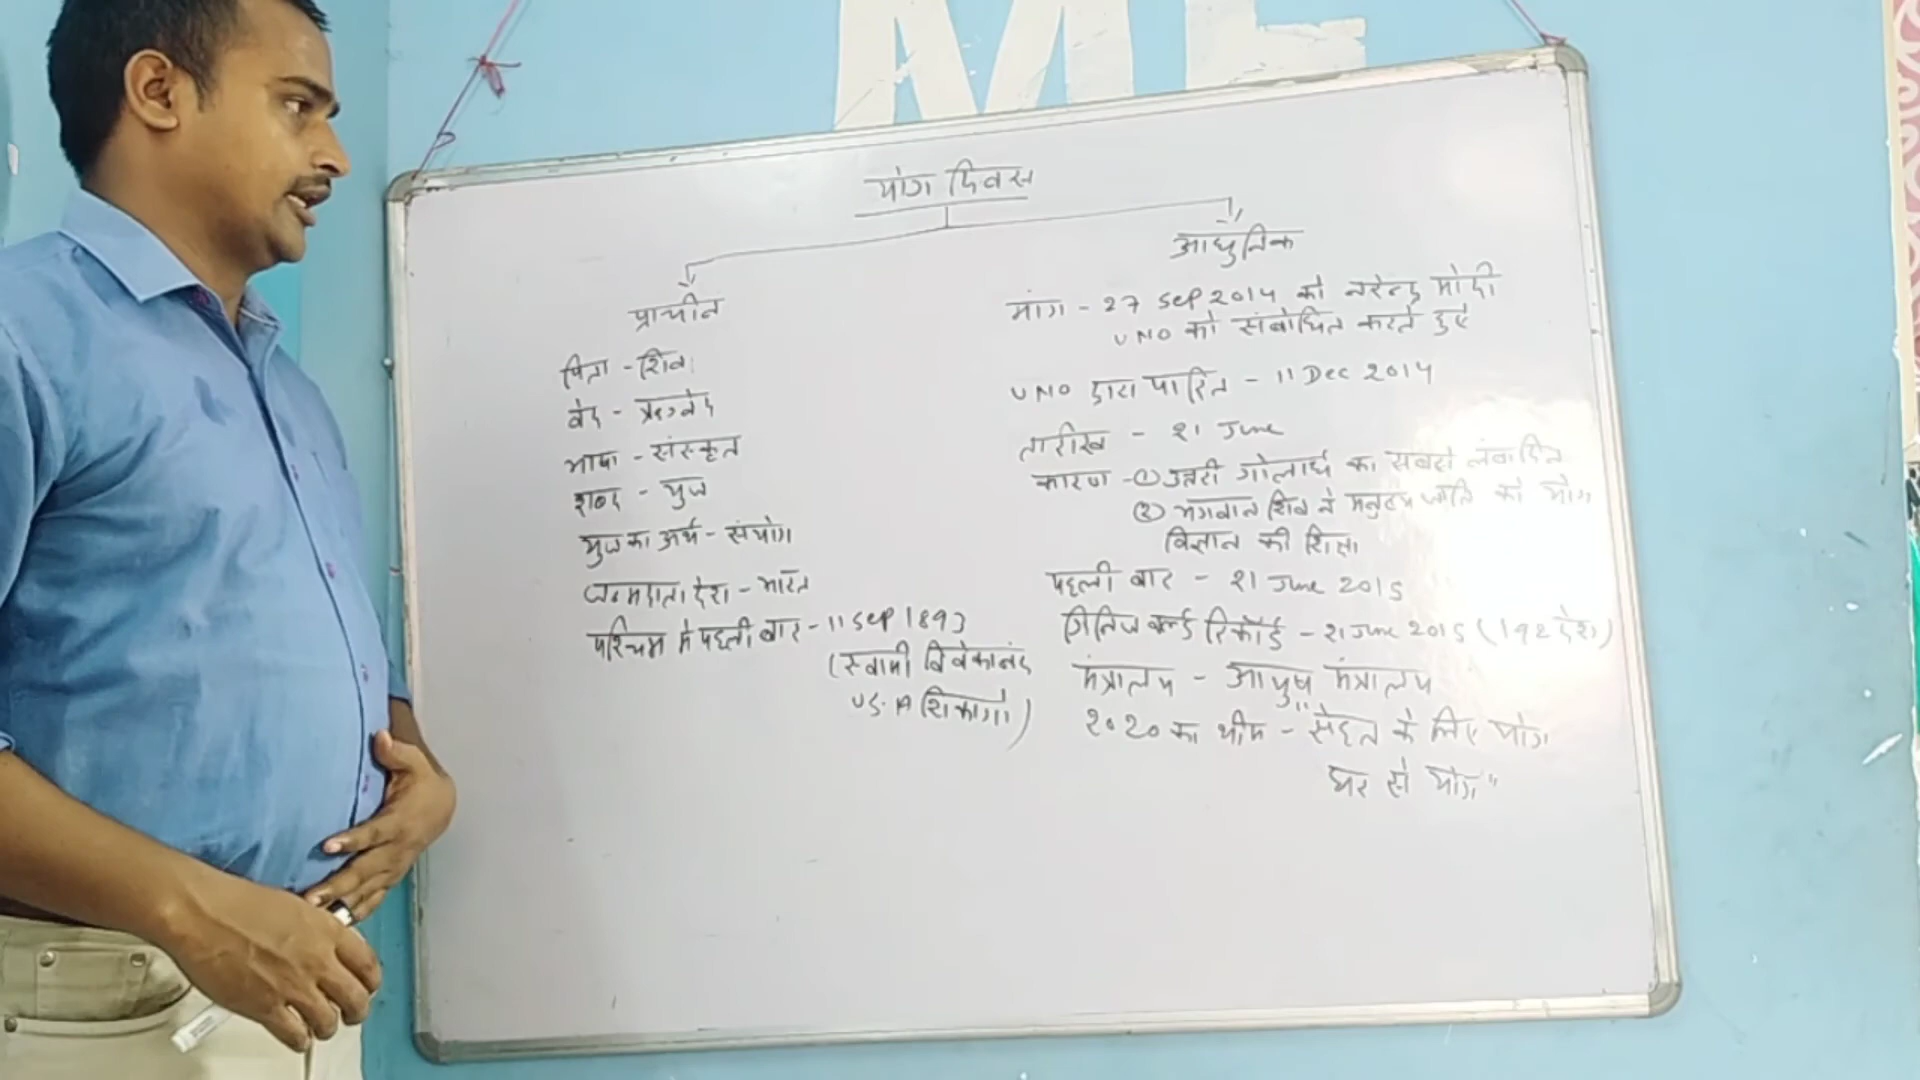 ME
योग दिवस
प्राचीन
पिता - शिव
वेद - ऋग्वेद
भाषा - संस्कृत
शब्द - युज
युज का अर्थ - संयोग
जन्मदाता देश - भारत
पश्चिम मे पहली बार - 11 Sep 1893
(स्वामी विवेकानंद
U.S.A शिकागो)
आधुनिक
मांग - 27 Sep 2014 को नरेन्द्र मोदी
UNO को संबोधित करते हुए
UNO द्वारा पारित - 11 Dec 2014
तारीख - 21 June
कारण - ① उत्तरी गोलार्ध का सबसे लंबा दिन
② भगवान शिव ने मनुष्य जाति को योग
विज्ञान की शिक्षा
पहली बार - 21 June 2015
गिनिज वर्ल्ड रिकॉर्ड - 21 June 2015 (192 देश)
मंत्रालय - आयुष मंत्रालय
2020 का थीम - "सेहत के लिए योग
घर से योग"